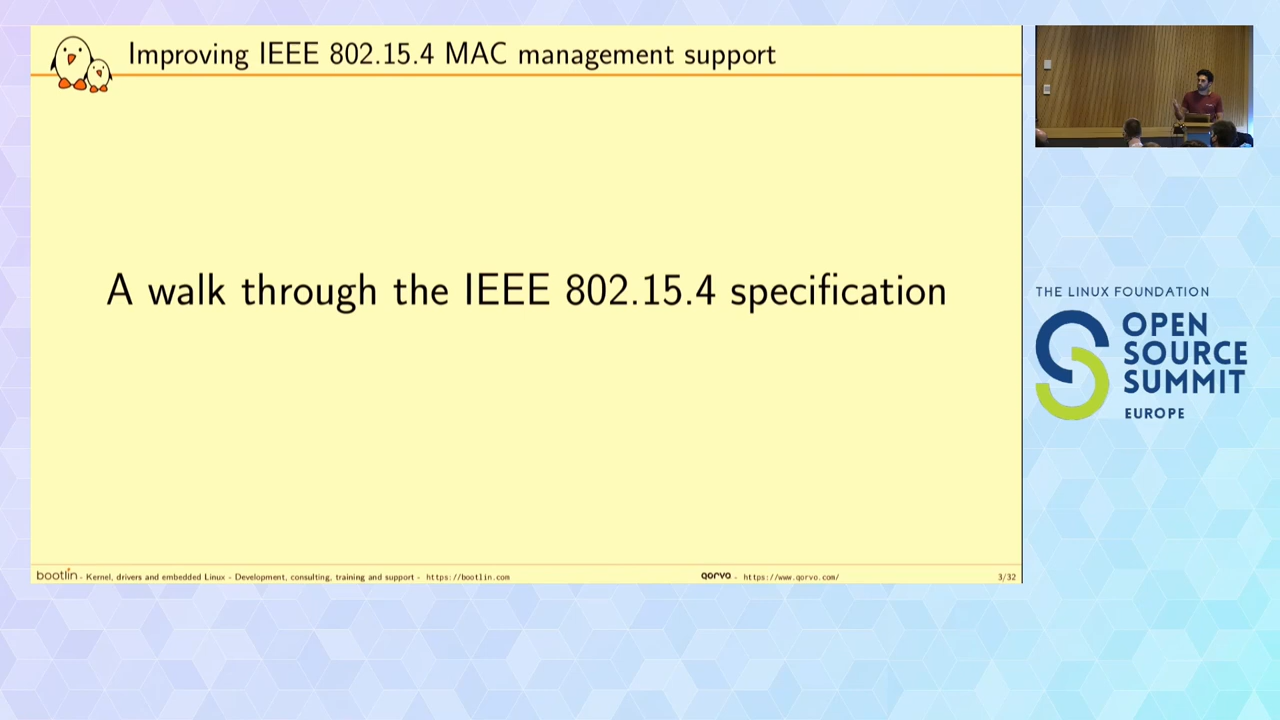 Improving IEEE 802.15.4 MAC management support
A walk through the IEEE 802.15.4 specification
bootlin - Kernel, drivers and embedded Linux - Development, consulting, training and support - https://bootlin.com
qorvo - https://www.qorvo.com/
3/32
THE LINUX FOUNDATION
OPEN
SOURCE
SUMMIT
EUROPE